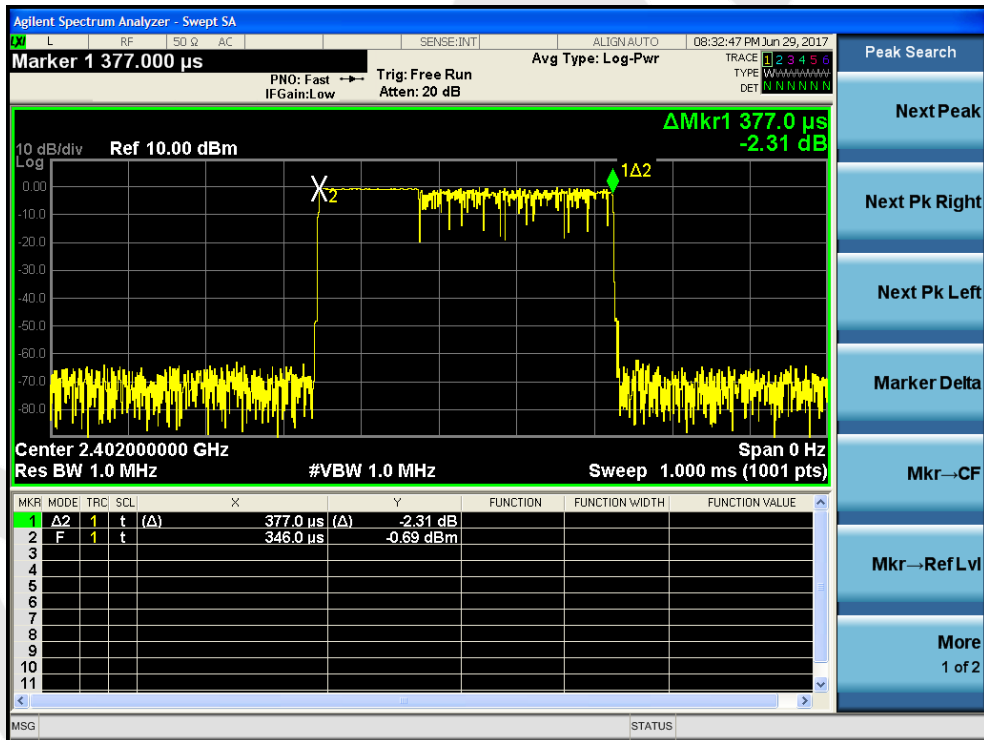 Agilent Spectrum Analyzer - Swept SA
LXI L RF 50 Ω AC SENSE:INT ALIGN AUTO 08:32:47 PM Jun 29, 2017
Marker 1 377.000 µs
PNO: Fast
IFGain:Low
Trig: Free Run
Atten: 20 dB
Avg Type: Log-Pwr
TRACE 1 2 3 4 5 6
TYPE WWWWWW
DET N N N N N N
ΔMkr1 377.0 µs
-2.31 dB
10 dB/div Ref 10.00 dBm
Log
0.00
-10.0
-20.0
-30.0
-40.0
-50.0
-60.0
-70.0
-80.0
2
1Δ2
Center 2.402000000 GHz Span 0 Hz
Res BW 1.0 MHz #VBW 1.0 MHz Sweep 1.000 ms (1001 pts)
MKR MODE TRC SCL X Y FUNCTION FUNCTION WIDTH FUNCTION VALUE
1 Δ2 1 t (Δ) 377.0 µs (Δ) -2.31 dB
2 F 1 t 346.0 µs -0.69 dBm
3
4
5
6
7
8
9
10
11
MSG STATUS
Peak Search
Next Peak
Next Pk Right
Next Pk Left
Marker Delta
Mkr→CF
Mkr→Ref Lvl
More
1 of 2